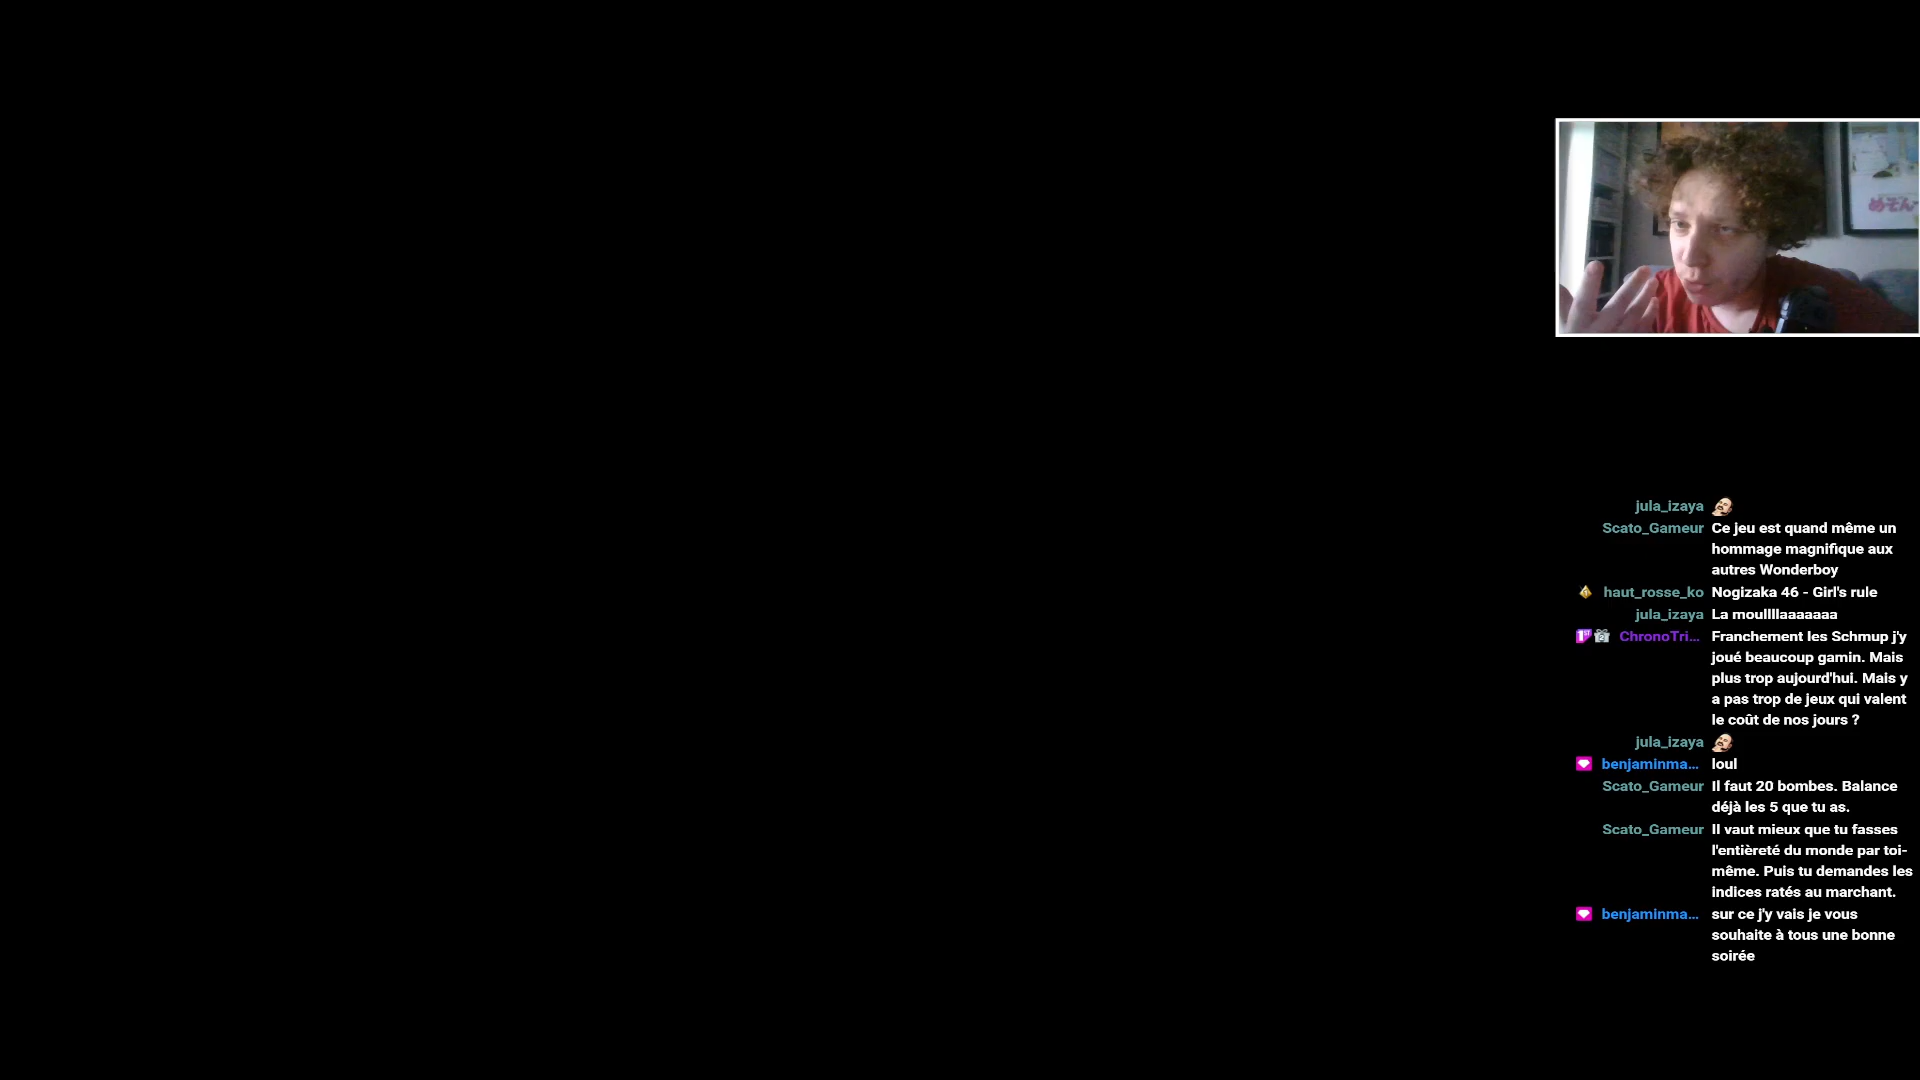 めぞん
jula_izaya
Scato_Gameur Ce jeu est quand même un
hommage magnifique aux
autres Wonderboy
haut_rosse_ko Nogizaka 46 - Girl's rule
jula_izaya La moullllaaaaaaa
ChronoTri... Franchement les Schmup j'y
joué beaucoup gamin. Mais
plus trop aujourd'hui. Mais y
a pas trop de jeux qui valent
le coût de nos jours ?
jula_izaya
benjaminma... loul
Scato_Gameur Il faut 20 bombes. Balance
déjà les 5 que tu as.
Scato_Gameur Il vaut mieux que tu fasses
l'entièreté du monde par toi-
même. Puis tu demandes les
indices ratés au marchant.
benjaminma... sur ce j'y vais je vous
souhaite à tous une bonne
soirée